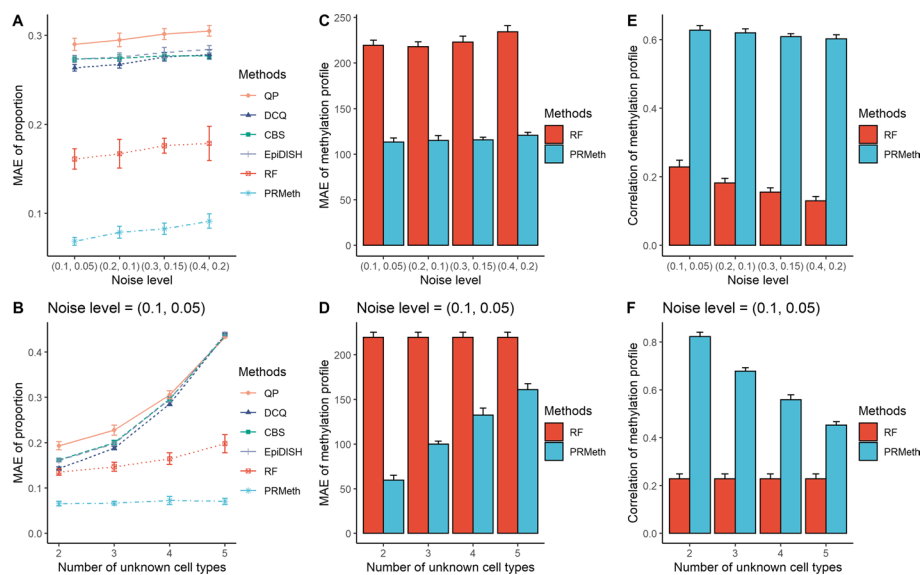 A
MAE of proportion
0.3
0.2
0.1
(0.1, 0.05) (0.2, 0.1) (0.3, 0.15) (0.4, 0.2)
Noise level
Methods
QP
DCQ
CBS
EpiDISH
RF
PRMeth
C
MAE of methylation profile
250
200
150
100
50
0
(0.1, 0.05) (0.2, 0.1) (0.3, 0.15) (0.4, 0.2)
Noise level
Methods
RF
PRMeth
E
Correlation of methylation profile
0.6
0.4
0.2
0.0
(0.1, 0.05) (0.2, 0.1) (0.3, 0.15) (0.4, 0.2)
Noise level
Methods
RF
PRMeth
B Noise level = (0.1, 0.05)
MAE of proportion
0.4
0.3
0.2
0.1
0.0
2 3 4 5
Number of unknown cell types
Methods
QP
DCQ
CBS
EpiDISH
RF
PRMeth
D Noise level = (0.1, 0.05)
MAE of methylation profile
200
150
100
50
0
2 3 4 5
Number of unknown cell types
Methods
RF
PRMeth
F Noise level = (0.1, 0.05)
Correlation of methylation profile
0.8
0.6
0.4
0.2
0.0
2 3 4 5
Number of unknown cell types
Methods
RF
PRMeth